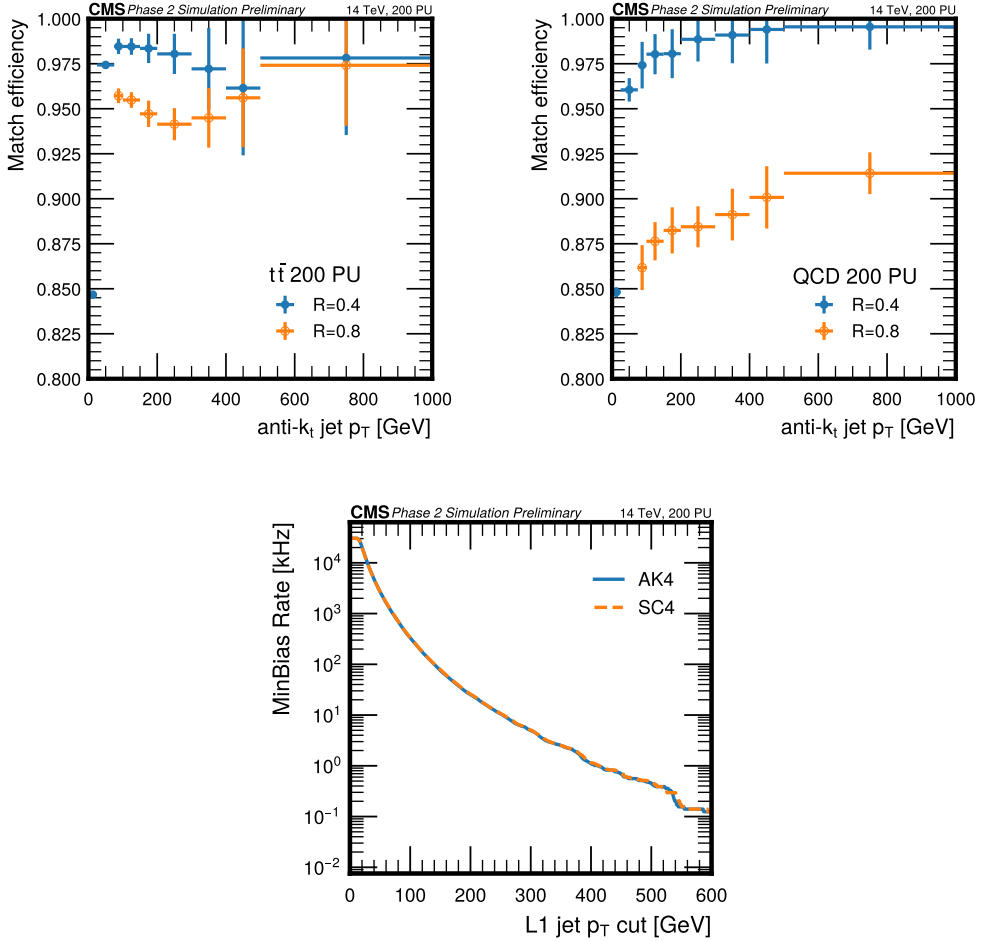 CMS Phase 2 Simulation Preliminary 14 TeV, 200 PU
Match efficiency
1.000
0.975
0.950
0.925
0.900
0.875
0.850
0.825
0.800
tt̄ 200 PU
R=0.4
R=0.8
0 200 400 600 800 1000
anti-kₜ jet p_T [GeV]
CMS Phase 2 Simulation Preliminary 14 TeV, 200 PU
Match efficiency
1.000
0.975
0.950
0.925
0.900
0.875
0.850
0.825
0.800
QCD 200 PU
R=0.4
R=0.8
0 200 400 600 800 1000
anti-kₜ jet p_T [GeV]
CMS Phase 2 Simulation Preliminary 14 TeV, 200 PU
MinBias Rate [kHz]
10⁴
10³
10²
10¹
10⁰
10⁻¹
10⁻²
AK4
SC4
0 100 200 300 400 500 600
L1 jet p_T cut [GeV]